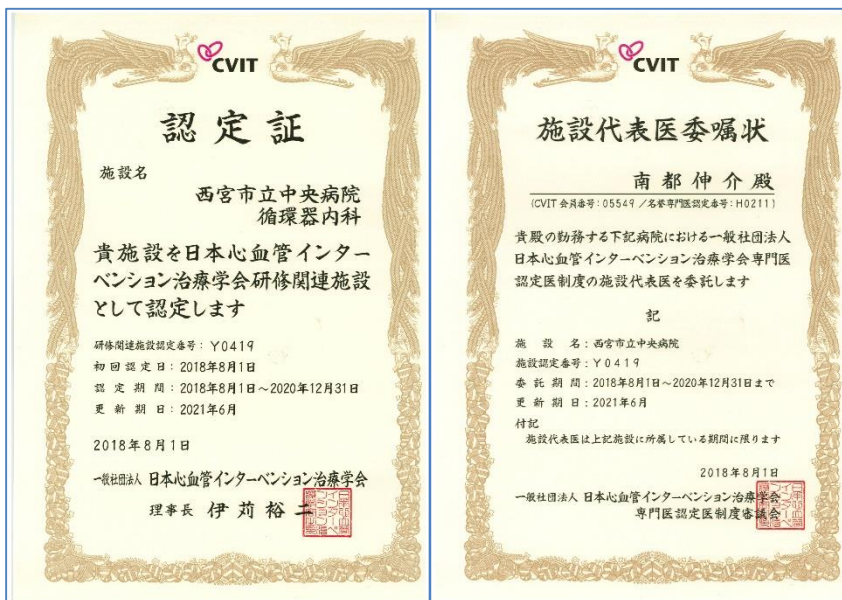 CVIT
認定証
施設名
西宮市立中央病院
循環器内科
貴施設を日本心血管インター
ベンション治療学会研修関連施設
として認定します
研修関連施設認定番号：Y0419
初回認定日：2018年8月1日
認定期間：2018年8月1日～2020年12月31日
更新期日：2021年6月
2018年8月1日
一般社団法人 日本心血管インターベンション治療学会
理事長 伊苅裕二
CVIT
施設代表医委嘱状
南都伸介殿
(CVIT会員番号：05549／名誉専門医認定番号：H0211)
貴殿の勤務する下記病院における一般社団法人
日本心血管インターベンション治療学会専門医
認定医制度の施設代表医を委託します
記
施設名：西宮市立中央病院
施設認定番号：Y0419
委託期間：2018年8月1日～2020年12月31日まで
更新期日：2021年6月
付記
施設代表医は上記施設に所属している期間に限ります
2018年8月1日
一般社団法人 日本心血管インターベンション治療学会
専門医認定医制度審議会